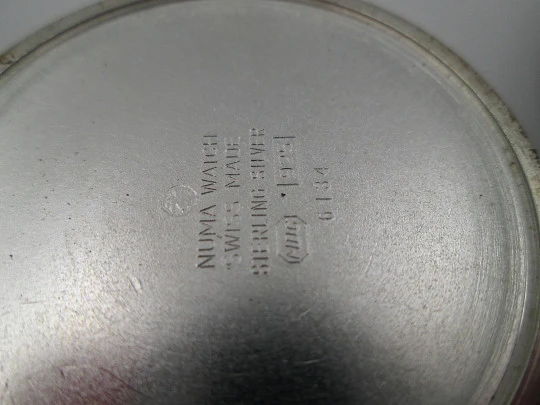 NUMA WATCH
SWISS MADE
STERLING SILVER
925
6134